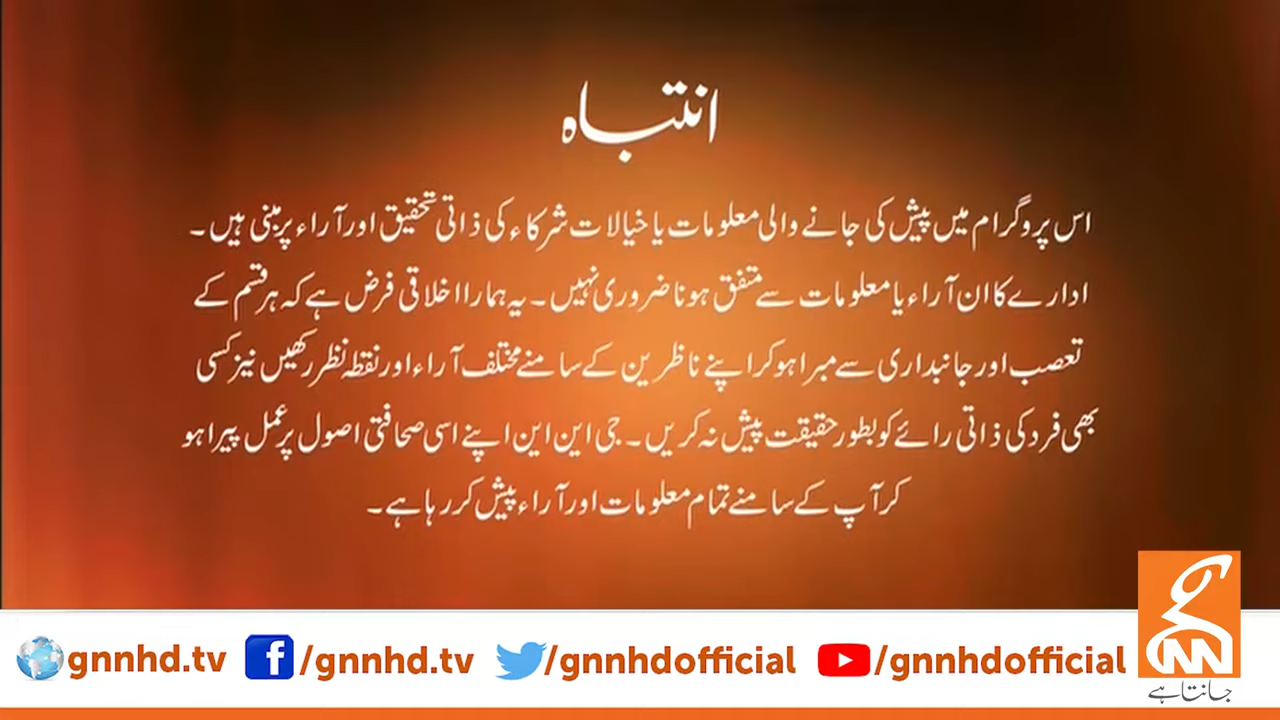 انتباہ
اس پروگرام میں پیش کی جانے والی معلومات یا خیالات شرکاء کی ذاتی تحقیق اور آراء پر مبنی ہیں۔
ادارے کا ان آراء یا معلومات سے متفق ہونا ضروری نہیں۔ یہ ہمارا اخلاقی فرض ہے کہ ہر قسم کے
تعصب اور جانبداری سے مبرا ہو کر اپنے ناظرین کے سامنے مختلف آراء اور نقطہ نظر رکھیں نیز کسی
بھی فرد کی ذاتی رائے کو بطور حقیقت پیش نہ کریں۔ جی این این اپنے اسی صحافتی اصول پر عمل پیرا ہو
کر آپ کے سامنے تمام معلومات اور آراء پیش کر رہا ہے۔
gnnhd.tv /gnnhd.tv /gnnhdofficial /gnnhdofficial
GNN
جانتا ہے